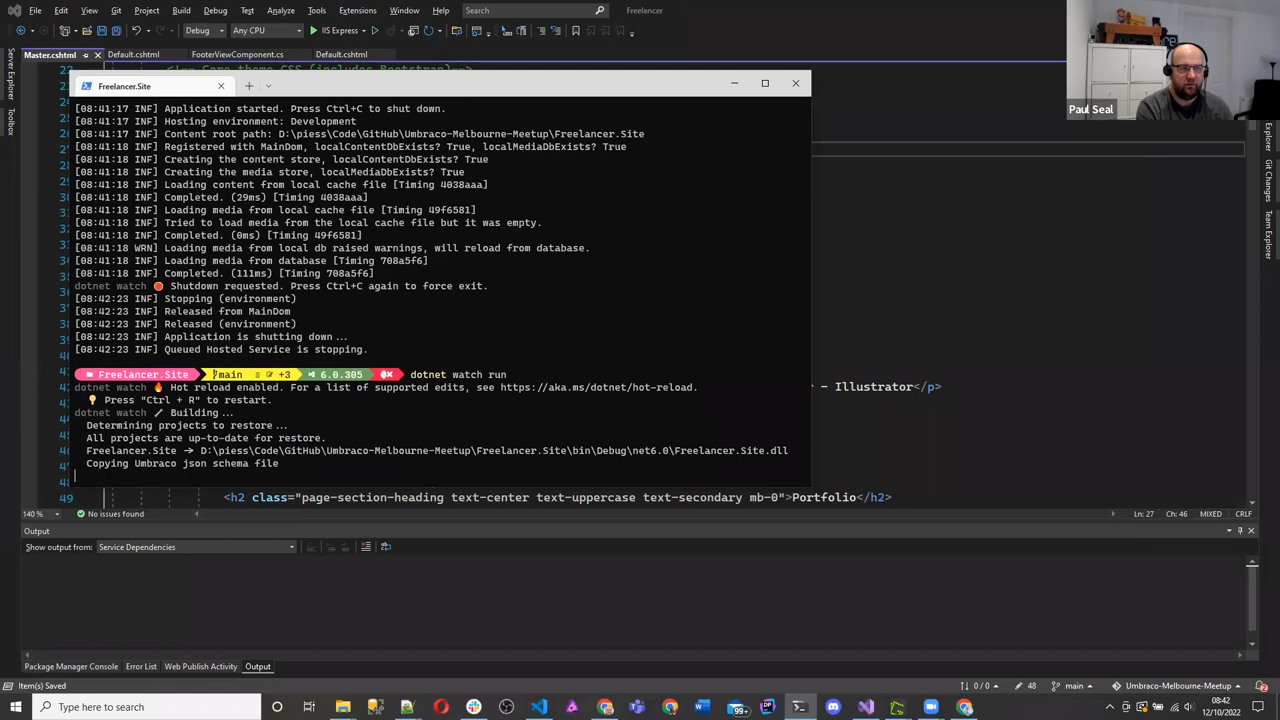 File Edit View Git Project Build Debug Test Analyze Tools Extensions Window Help Search Freelancer
Debug Any CPU IIS Express
Master.cshtml Default.cshtml FooterViewComponent.cs Default.cshtml
Paul Seal
Server Explorer
Toolbox
Explorer
Git Changes
Team Explorer
22 <!-- Core theme CSS (includes Bootstrap)-->
Freelancer.Site
[08:41:17 INF] Application started. Press Ctrl+C to shut down.
[08:41:17 INF] Hosting environment: Development
[08:41:17 INF] Content root path: D:\piess\Code\GitHub\Umbraco-Melbourne-Meetup\Freelancer.Site
[08:41:17 INF] Registered with MainDom, localContentDbExists? True, localMediaDbExists? True
[08:41:18 INF] Creating the content store, localContentDbExists? True
[08:41:18 INF] Creating the media store, localMediaDbExists? True
[08:41:18 INF] Loading content from local cache file [Timing 4038aaa]
[08:41:18 INF] Completed. (29ms) [Timing 4038aaa]
[08:41:18 INF] Loading media from local cache file [Timing 49f6581]
[08:41:18 INF] Tried to load media from the local cache file but it was empty.
[08:41:18 INF] Completed. (0ms) [Timing 49f6581]
[08:41:18 WRN] Loading media from local db raised warnings, will reload from database.
[08:41:18 INF] Loading media from database [Timing 708a5f6]
[08:41:18 INF] Completed. (111ms) [Timing 708a5f6]
dotnet watch 🛑 Shutdown requested. Press Ctrl+C again to force exit.
[08:42:23 INF] Stopping (environment)
[08:42:23 INF] Released from MainDom
[08:42:23 INF] Released (environment)
[08:42:23 INF] Application is shutting down...
[08:42:23 INF] Queued Hosted Service is stopping.
Freelancer.Site main ≡ +3 6.0.305 dotnet watch run
dotnet watch 🔥 Hot reload enabled. For a list of supported edits, see https://aka.ms/dotnet/hot-reload.
💡 Press "Ctrl + R" to restart.
dotnet watch 🔧 Building...
Determining projects to restore...
All projects are up-to-date for restore.
Freelancer.Site -> D:\piess\Code\GitHub\Umbraco-Melbourne-Meetup\Freelancer.Site\bin\Debug\net6.0\Freelancer.Site.dll
Copying Umbraco json schema file
- Illustrator</p>
49 <h2 class="page-section-heading text-center text-uppercase text-secondary mb-0">Portfolio</h2>
140 % No issues found Ln: 27 Ch: 46 MIXED CRLF
Output
Show output from: Service Dependencies
Package Manager Console Error List Web Publish Activity Output
Item(s) Saved 0 / 0 48 main Umbraco-Melbourne-Meetup 2
Type here to search 99+ 08:42
12/10/2022